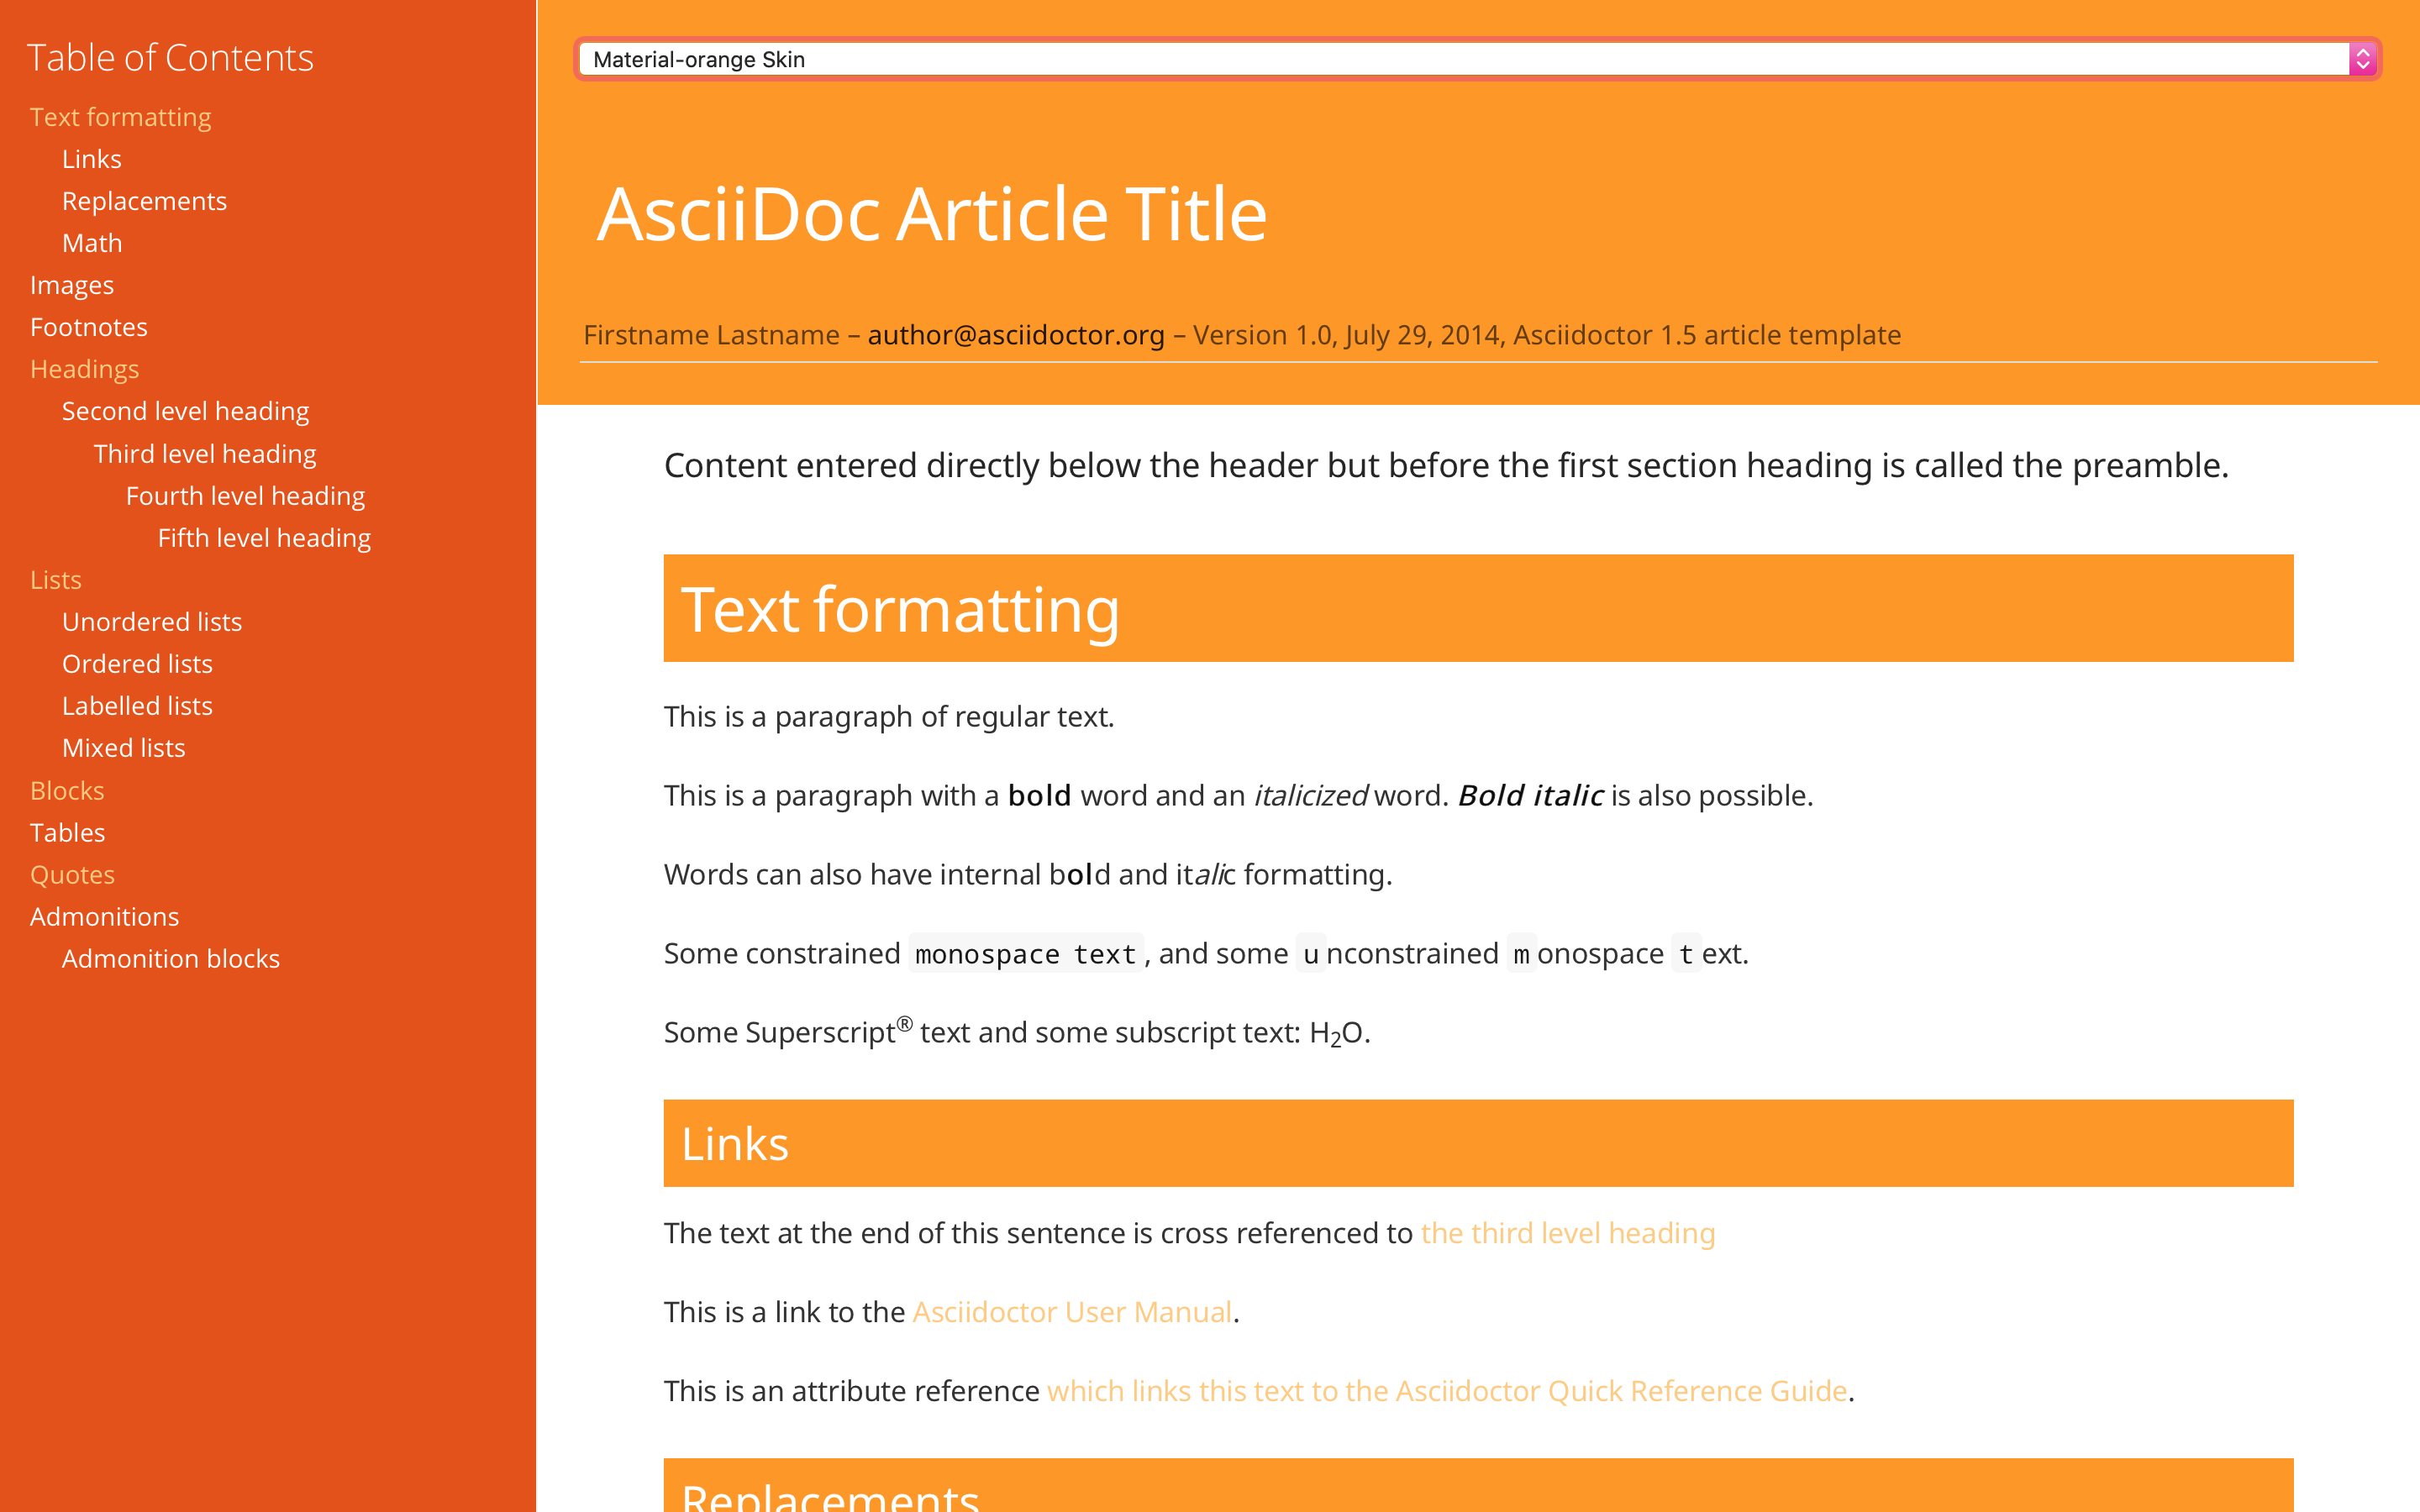 Table of Contents
Text formatting
Links
Replacements
Math
Images
Footnotes
Headings
Second level heading
Third level heading
Fourth level heading
Fifth level heading
Lists
Unordered lists
Ordered lists
Labelled lists
Mixed lists
Blocks
Tables
Quotes
Admonitions
Admonition blocks
Material-orange Skin
AsciiDoc Article Title
Firstname Lastname – author@asciidoctor.org – Version 1.0, July 29, 2014, Asciidoctor 1.5 article template
Content entered directly below the header but before the first section heading is called the preamble.
Text formatting
This is a paragraph of regular text.
This is a paragraph with a bold word and an italicized word. Bold italic is also possible.
Words can also have internal bold and italic formatting.
Some constrained monospace text, and some unconstrained monospace text.
Some Superscript® text and some subscript text: H₂O.
Links
The text at the end of this sentence is cross referenced to the third level heading
This is a link to the Asciidoctor User Manual.
This is an attribute reference which links this text to the Asciidoctor Quick Reference Guide.
Replacements